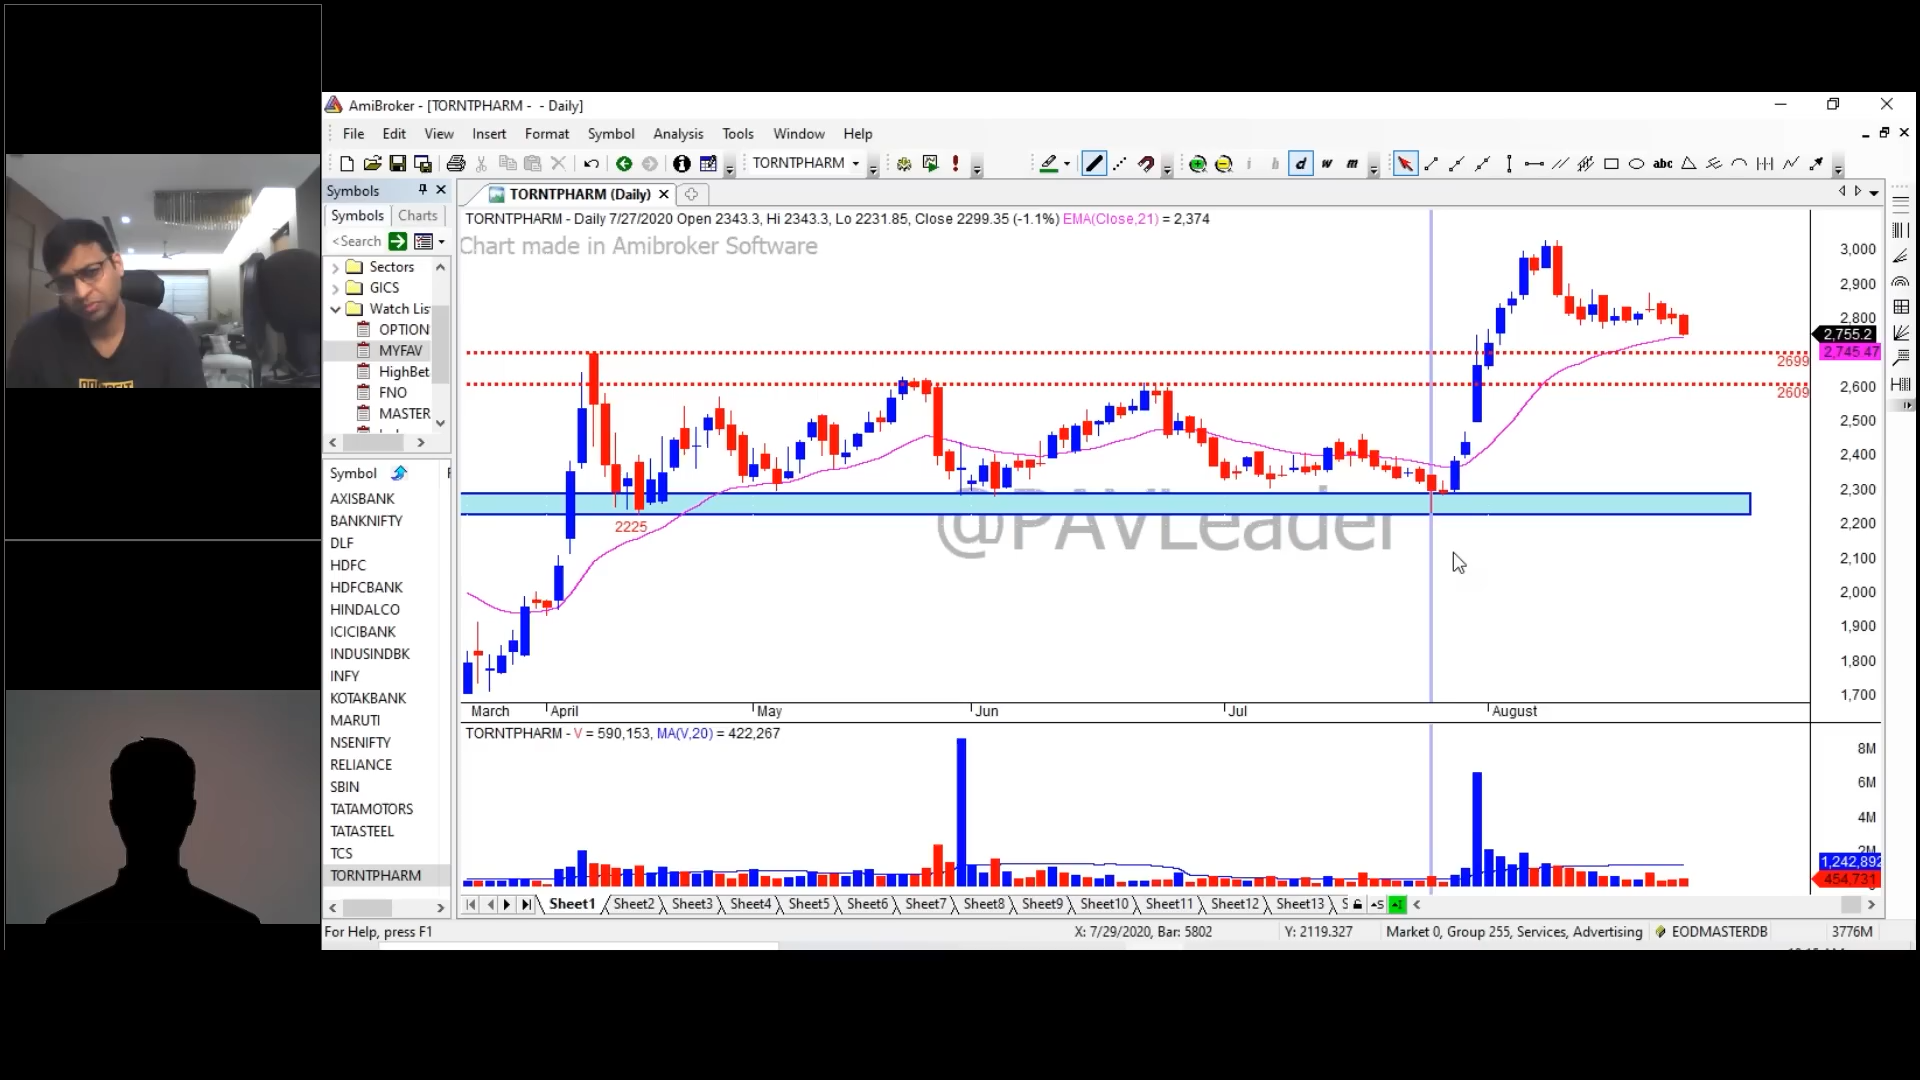 AmiBroker - [TORNTPHARM -  - Daily]
File Edit View Insert Format Symbol Analysis Tools Window Help
TORNTPHARM
i h d w m
abc
Symbols
TORNTPHARM (Daily)
Symbols Charts
TORNTPHARM - Daily 7/27/2020 Open 2343.3, Hi 2343.3, Lo 2231.85, Close 2299.35 (-1.1%) EMA(Close,21) = 2,374
Chart made in Amibroker Software
<Search
Sectors
GICS
Watch Lis
OPTION
MYFAV
HighBet
FNO
MASTER
Symbol
AXISBANK
BANKNIFTY
DLF
HDFC
HDFCBANK
HINDALCO
ICICIBANK
INDUSINDBK
INFY
KOTAKBANK
MARUTI
NSENIFTY
RELIANCE
SBIN
TATAMOTORS
TATASTEEL
TCS
TORNTPHARM
3,000
2,900
2,800
2,755.2
2,745.47
2699
2,600
2609
2,500
2,400
2,300
2,200
2,100
2,000
1,900
1,800
1,700
2225
@PAVLeader
March April May Jun Jul August
TORNTPHARM - V = 590,153, MA(V,20) = 422,267
8M
6M
4M
2M
1,242,892
454,731
Sheet1 Sheet2 Sheet3 Sheet4 Sheet5 Sheet6 Sheet7 Sheet8 Sheet9 Sheet10 Sheet11 Sheet12 Sheet13 S
For Help, press F1
X: 7/29/2020, Bar: 5802
Y: 2119.327
Market 0, Group 255, Services, Advertising
EODMASTERDB
3776M